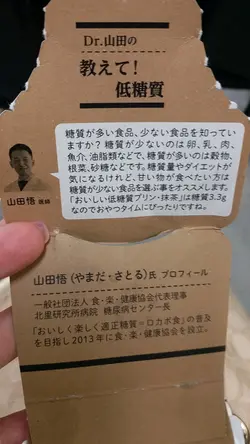 Dr.山田の
教えて!
低糖質
糖質が多い食品、少ない食品を知ってい
ますか?糖質が少ないのは卵、乳、肉、
魚介、油脂類などで、糖質が多いのは穀物、
根菜、砂糖などです。糖質量やダイエットが
気になるけれど、甘い物が食べたい方は
糖質が少ない食品を選ぶ事をオススメします。
「おいしい低糖質プリン・抹茶」は糖質3.3g
なのでおやつタイムにぴったりですね。
山田悟 医師
山田悟(やまだ・さとる)氏 プロフィール
一般社団法人 食・楽・健康協会代表理事
北里研究所病院 糖尿病センター長
「おいしく楽しく適正糖質=ロカボ食」の普及
を目指し2013年に食・楽・健康協会を設立。